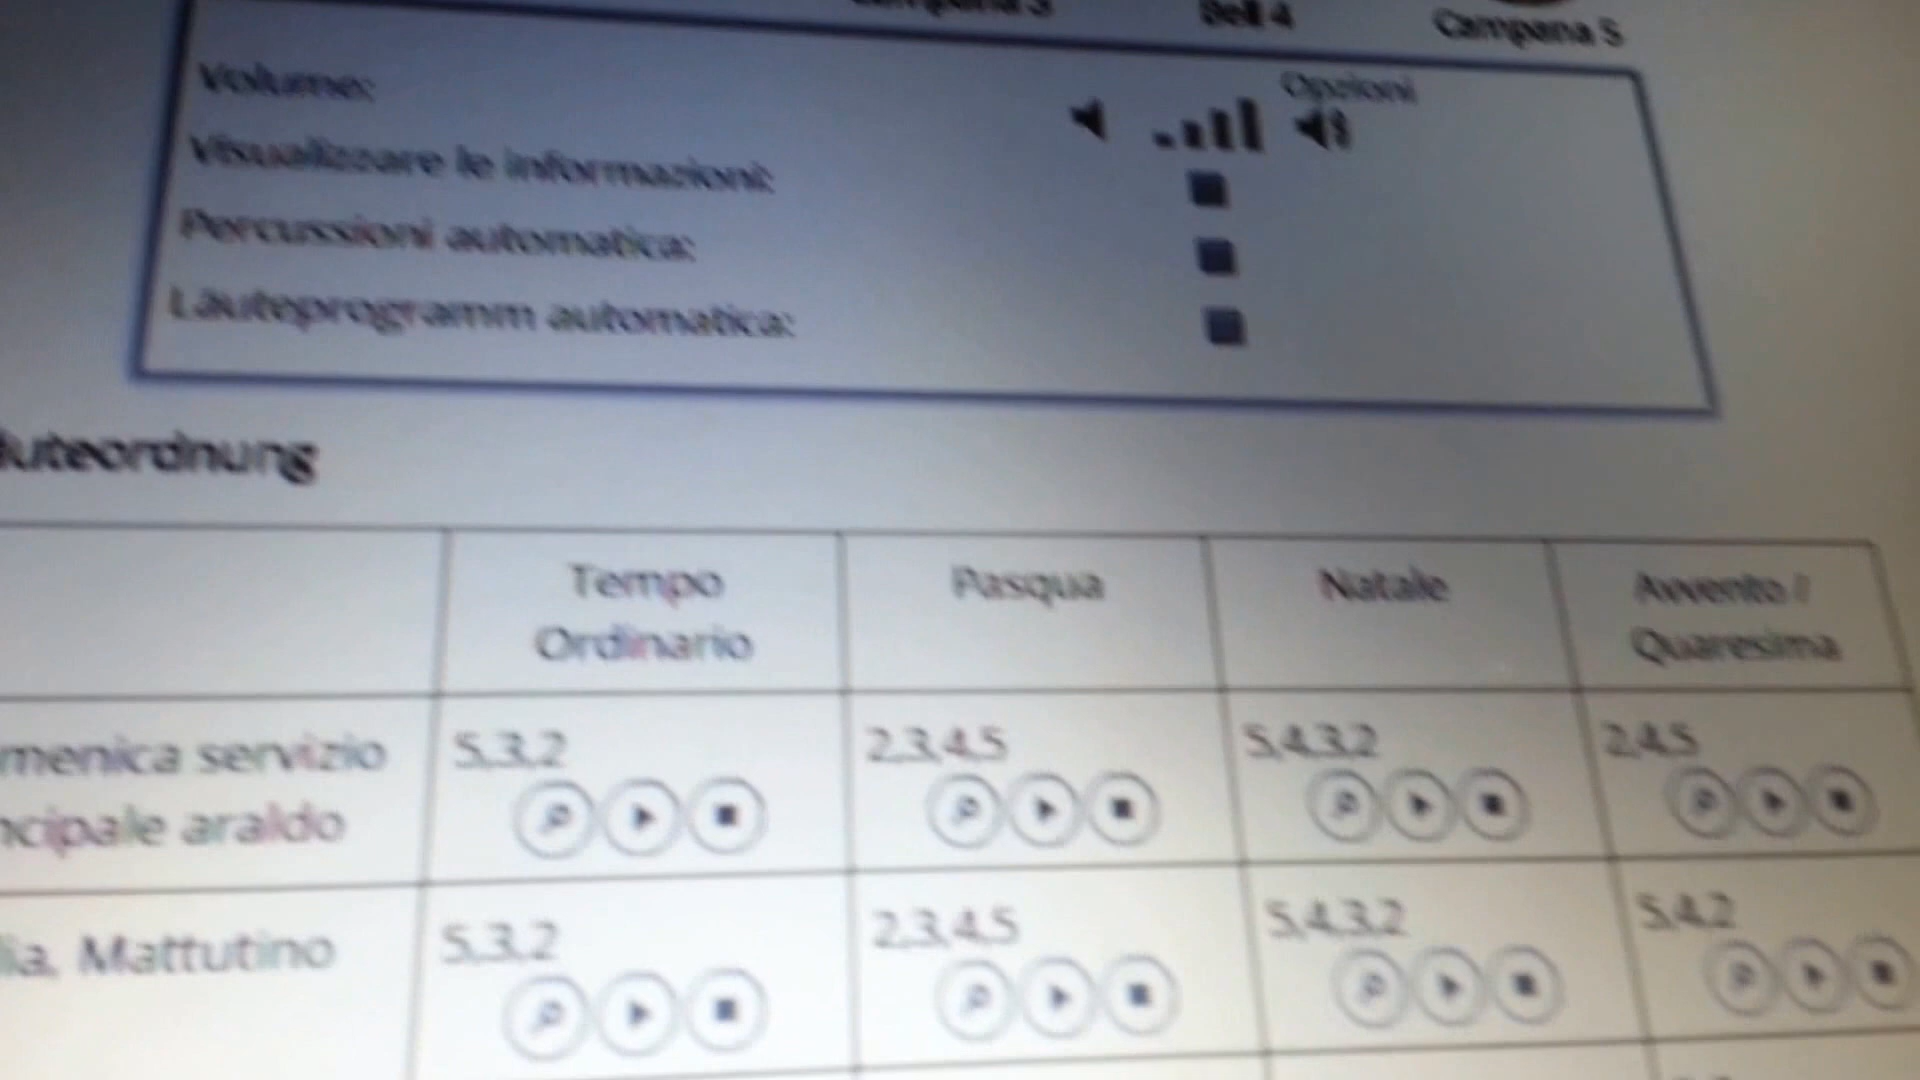 Bell 4
Campana 5
Opzioni
Volume:
Visualizzare le informazioni:
Percussioni automatica:
Läuteprogramm automatica:
äuteordnung
Tempo Ordinario
Pasqua
Natale
Avvento / Quaresima
menica servizio
ncipale araldo
5,3,2
2,3,4,5
5,4,3,2
2,4,5
lia, Mattutino
5,3,2
2,3,4,5
5,4,3,2
5,4,2